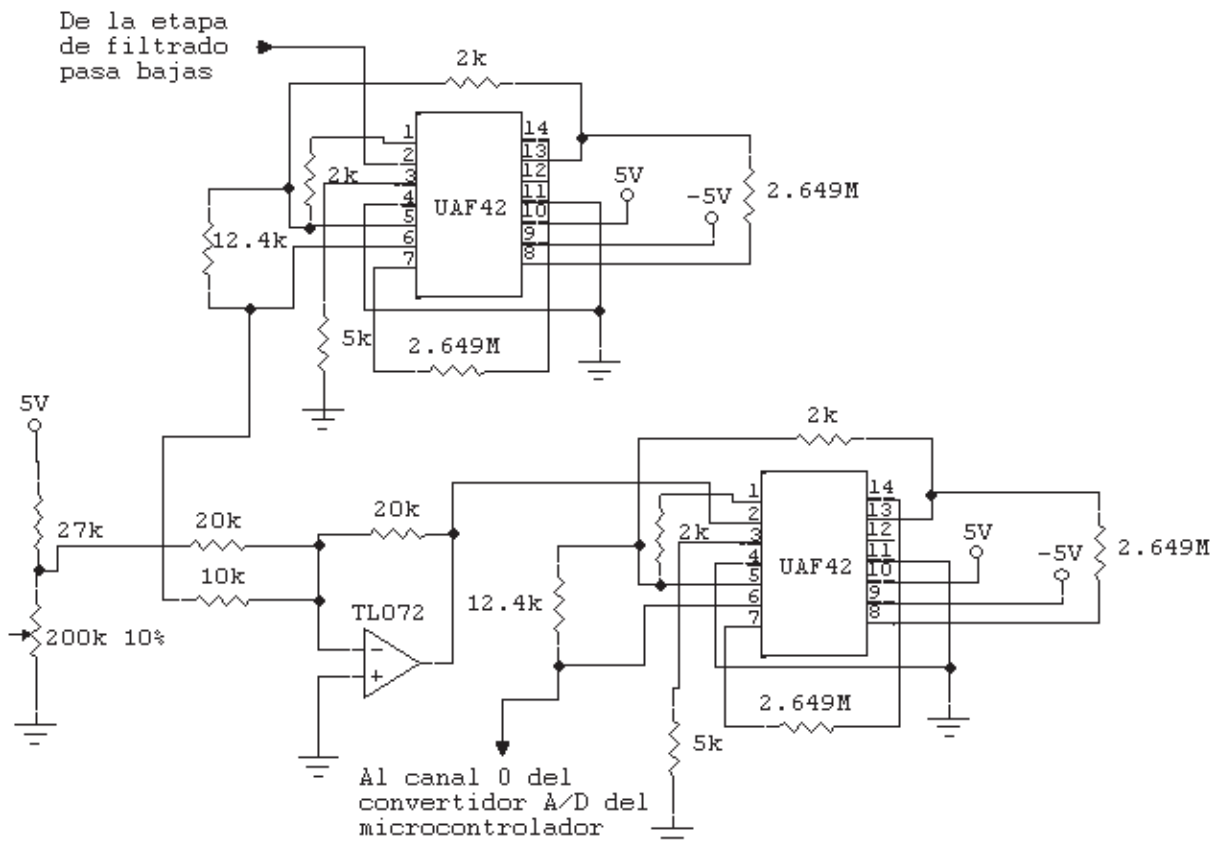 De la etapa
de filtrado
pasa bajas
2k
1
2
3
4
5
6
7
UAF42
14
13
12
11
10
9
8
2k
5V
-5V
2.649M
12.4k
5k
2.649M
5V
27k
200k 10%
20k
10k
20k
TL072
-
+
2k
1
2
3
4
5
6
7
UAF42
14
13
12
11
10
9
8
2k
5V
-5V
2.649M
12.4k
2.649M
5k
Al canal 0 del
convertidor A/D del
microcontrolador